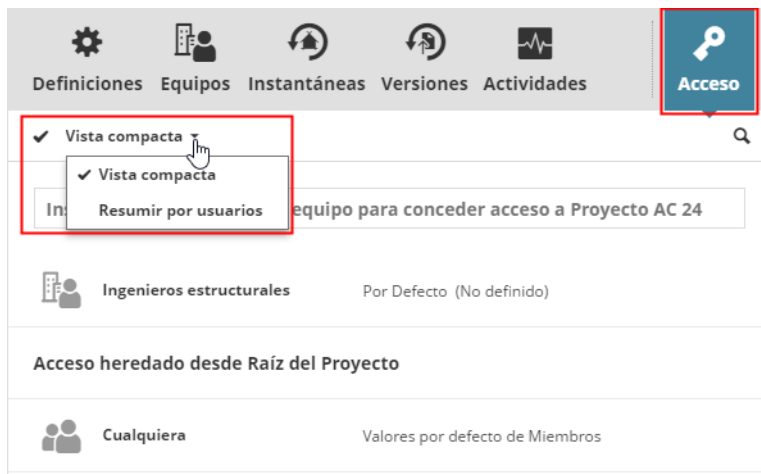 Definiciones Equipos Instantáneas Versiones Actividades Acceso
Vista compacta
Vista compacta
Resumir por usuarios
equipo para conceder acceso a Proyecto AC 24
Ingenieros estructurales Por Defecto (No definido)
Acceso heredado desde Raíz del Proyecto
Cualquiera Valores por defecto de Miembros